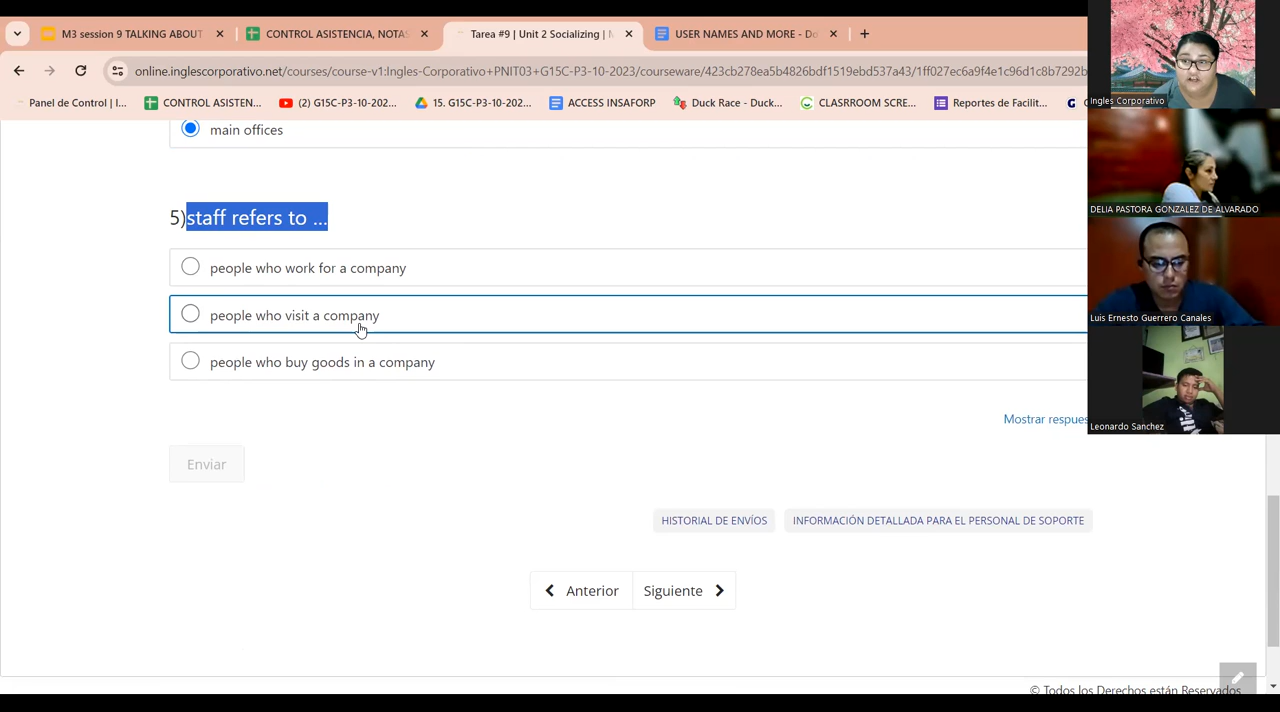 M3 session 9 TALKING ABOUT
CONTROL ASISTENCIA, NOTAS
Tarea #9 | Unit 2 Socializing |
USER NAMES AND MORE - Do
online.inglescorporativo.net/courses/course-v1:Ingles-Corporativo+PNIT03+G15C-P3-10-2023/courseware/423cb278ea5b4826bdf1519ebd537a43/1ff027ec6a9f4e1c96d1c8b7292b
Panel de Control | I...
CONTROL ASISTEN...
(2) G15C-P3-10-202...
15. G15C-P3-10-202...
ACCESS INSAFORP
Duck Race - Duck...
CLASRROOM SCRE...
Reportes de Facilit...
Ingles Corporativo
DELIA PASTORA GONZALEZ DE ALVARADO
Luis Ernesto Guerrero Canales
Leonardo Sanchez
main offices
5)staff refers to ...
people who work for a company
people who visit a company
people who buy goods in a company
Mostrar respues
Enviar
HISTORIAL DE ENVÍOS
INFORMACIÓN DETALLADA PARA EL PERSONAL DE SOPORTE
Anterior
Siguiente
© Todos los Derechos están Reservados